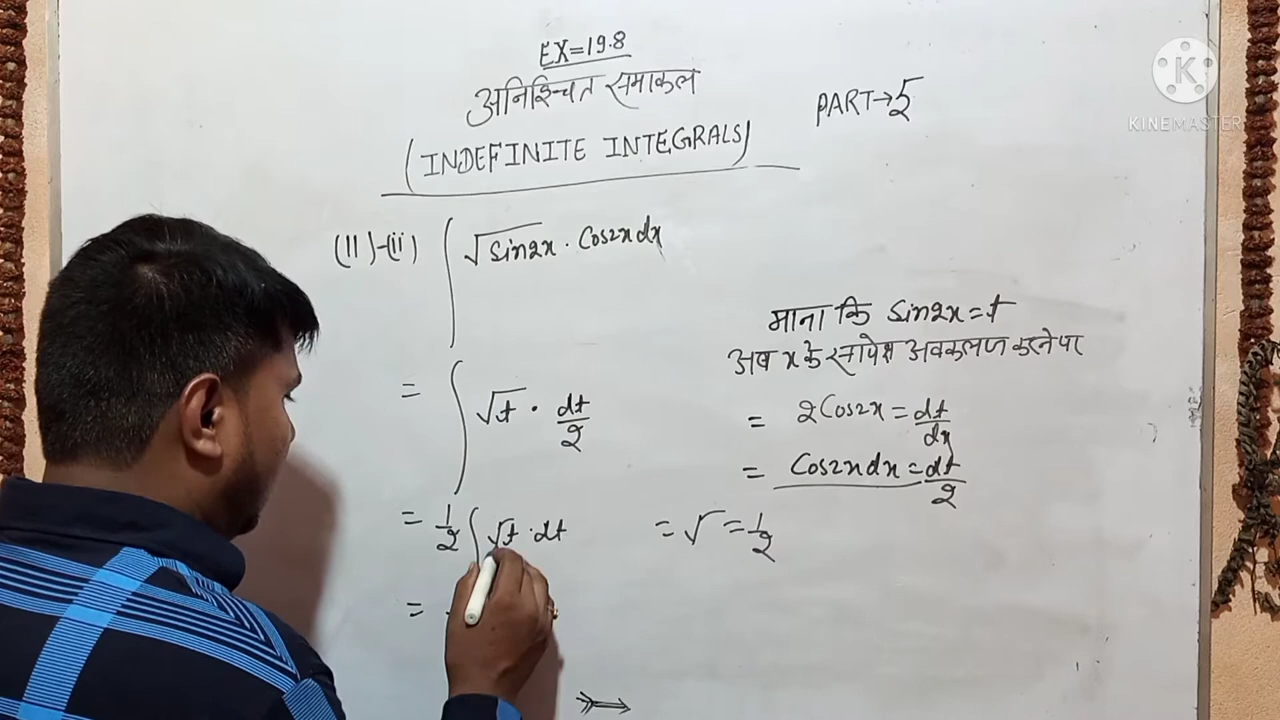 EX=19.8
अनिश्चित समाकल
(INDEFINITE INTEGRALS)
PART→5
(11)-(ii) ∫ √sin2x · Cos2x dx
माना कि sin2x=t
अब x के सापेक्ष अवकलज करने पर
= ∫ √t · dt/2
= 2Cos2x = dt/dx
= Cos2x dx = dt/2
= 1/2 ∫ √t · dt
= √ = 1/2
=
K
KINEMASTER